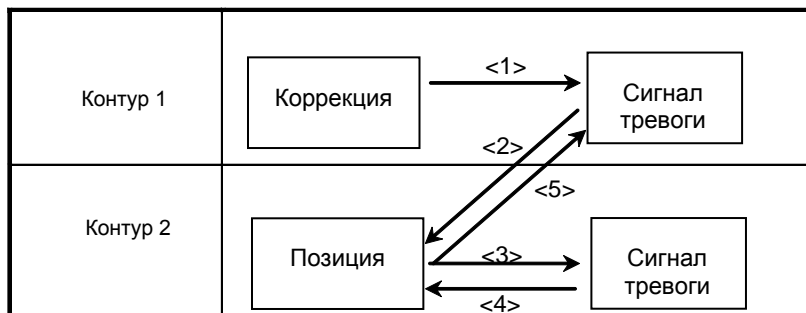 Контур 1
Коррекция
<1>
Сигнал
тревоги
<2>
<5>
Контур 2
Позиция
<3>
<4>
Сигнал
тревоги